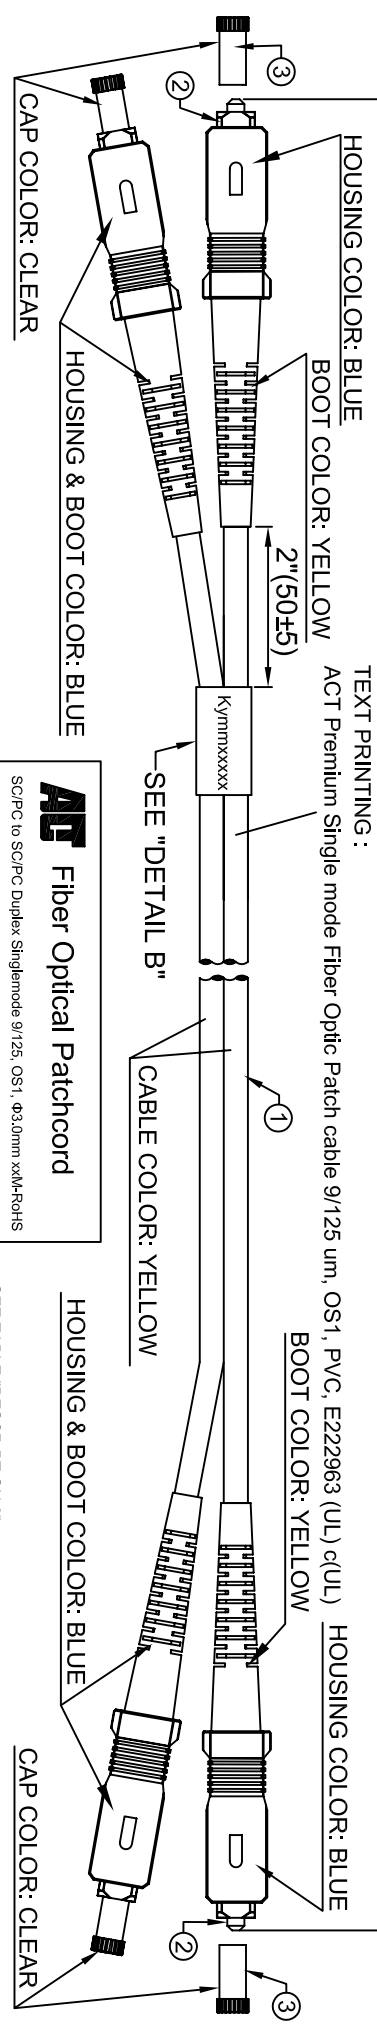 ③
②
HOUSING COLOR: BLUE
BOOT COLOR: YELLOW
CAP COLOR: CLEAR
HOUSING & BOOT COLOR: BLUE
2"(50±5)
TEXT PRINTING :
ACT Premium Single mode Fiber Optic Patch cable 9/125 um, OS1, PVC, E222963 (UL) c(UL)
Kymmxxxxx
SEE "DETAIL B"
①
CABLE COLOR: YELLOW
ACT Fiber Optical Patchcord
SC/PC to SC/PC Duplex Singlemode 9/125, OS1, Φ3.0mm xxM-RoHS
BOOT COLOR: YELLOW
HOUSING COLOR: BLUE
HOUSING & BOOT COLOR: BLUE
CAP COLOR: CLEAR
②
③